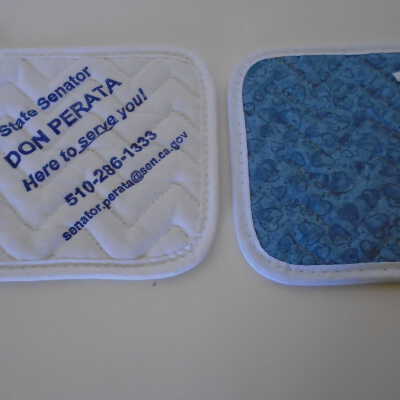 State Senator
DON PERATA
Here to serve you!
510-286-1333
senator.perata@sen.ca.gov